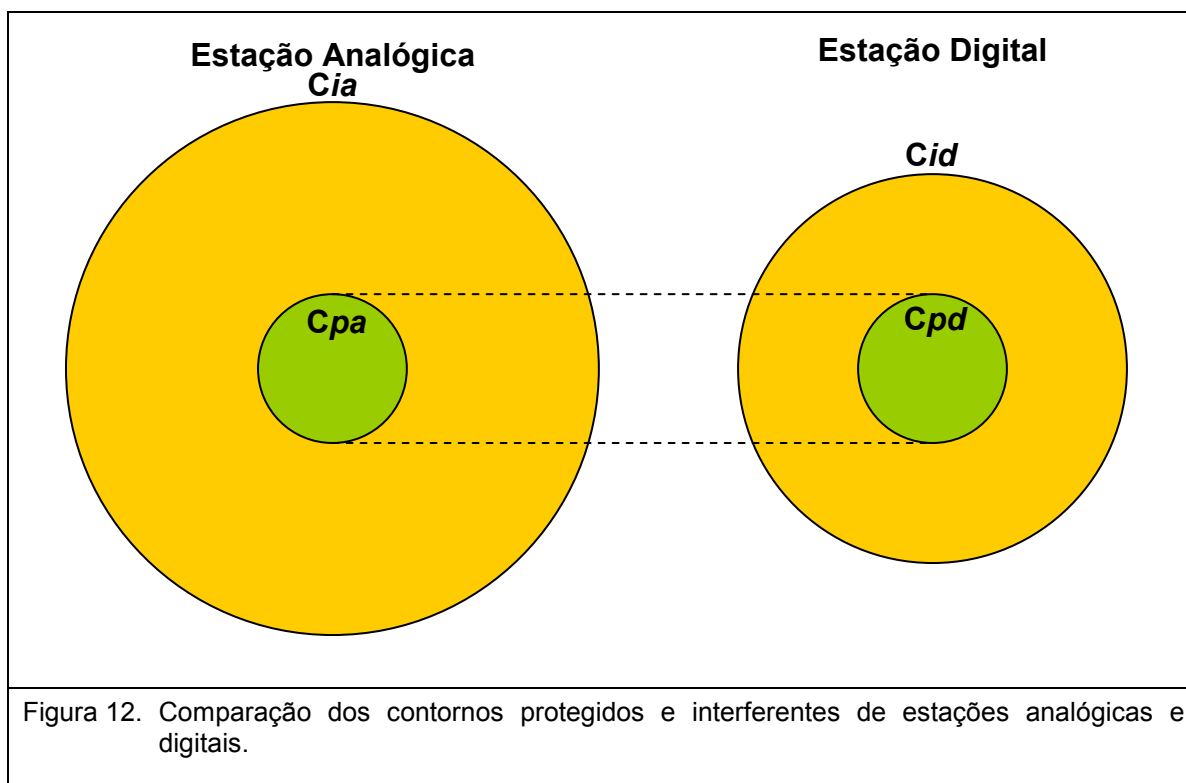 Estação Analógica
Estação Digital
Cia
Cid
Cpa
Cpd
Figura 12. Comparação dos contornos protegidos e interferentes de estações analógicas e
digitais.